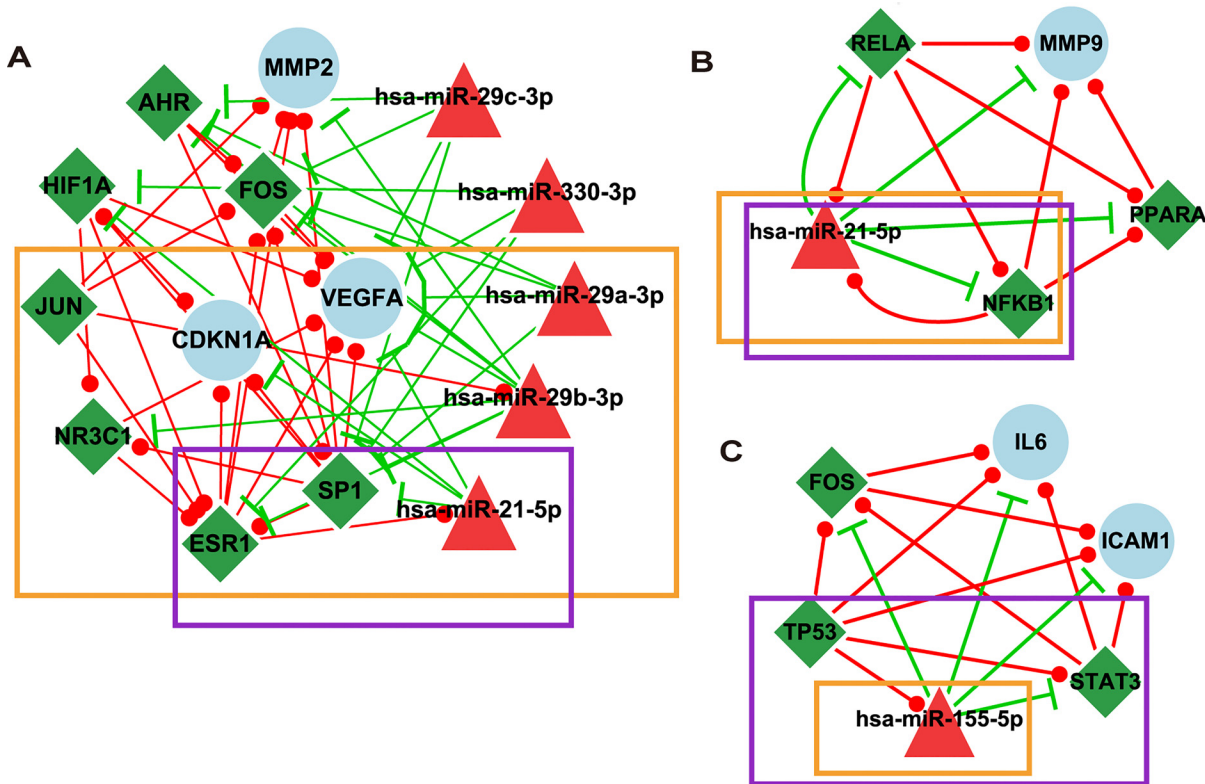 A
MMP2
AHR
hsa-miR-29c-3p
HIF1A
FOS
hsa-miR-330-3p
JUN
VEGFA
hsa-miR-29a-3p
CDKN1A
hsa-miR-29b-3p
NR3C1
SP1
hsa-miR-21-5p
ESR1
B
RELA
MMP9
PPARA
hsa-miR-21-5p
NFKB1
C
IL6
FOS
ICAM1
TP53
STAT3
hsa-miR-155-5p